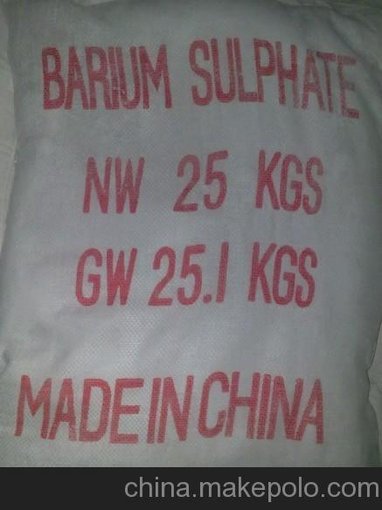 BARIUM SULPHATE
NW 25 KGS
GW 25.1 KGS
MADE IN CHINA
china.makepolo.com